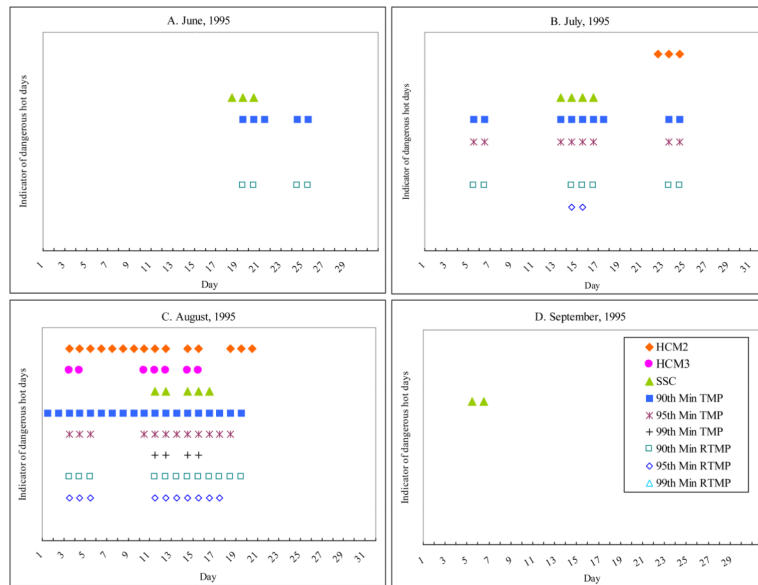 A. June, 1995
Indicator of dangerous hot days
1 3 5 7 9 11 13 15 17 19 21 23 25 27 29
Day
B. July, 1995
Indicator of dangerous hot days
1 3 5 7 9 11 13 15 17 19 21 23 25 27 29 31
Day
C. August, 1995
Indicator of dangerous hot days
1 3 5 7 9 11 13 15 17 19 21 23 25 27 29 31
Day
D. September, 1995
Indicator of dangerous hot days
HCM2
HCM3
SSC
90th Min TMP
95th Min TMP
99th Min TMP
90th Min RTMP
95th Min RTMP
99th Min RTMP
1 3 5 7 9 11 13 15 17 19 21 23 25 27 29
Day